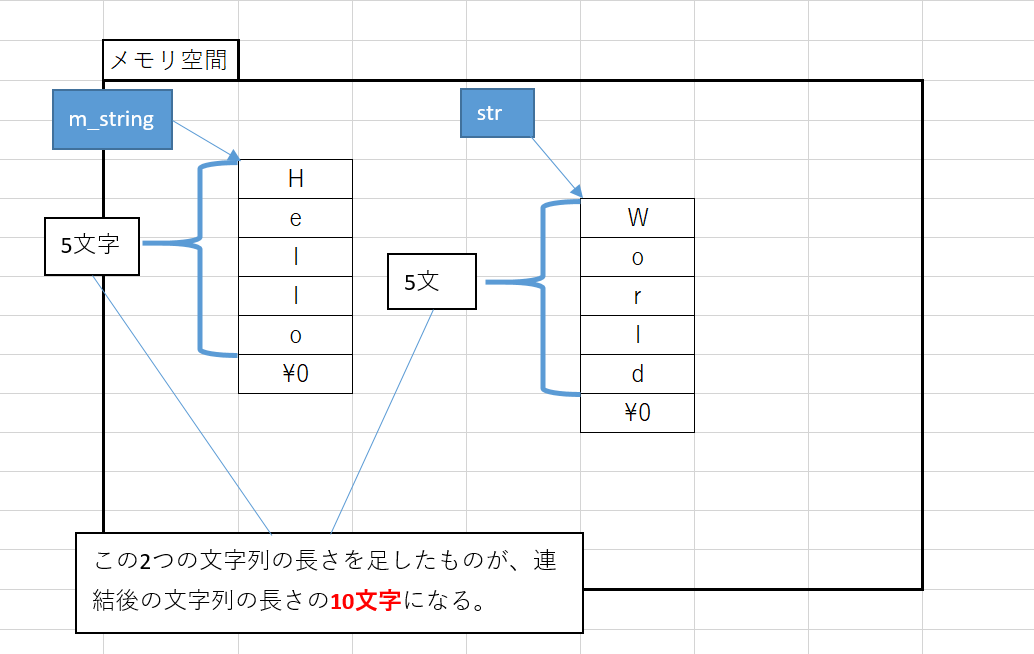 メモリ空間
m_string
str
H
e
l
l
o
¥0
5文字
W
o
r
l
d
¥0
5文
この2つの文字列の長さを足したものが、連
結後の文字列の長さの10文字になる。